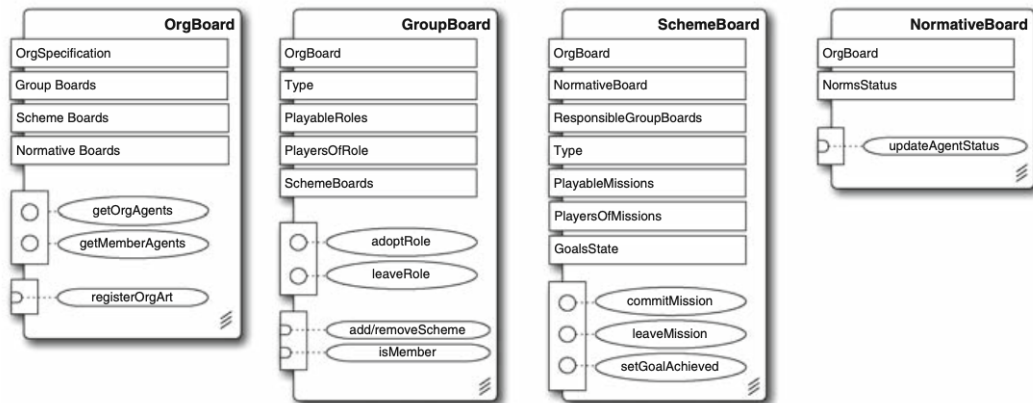 OrgBoard
OrgSpecification
Group Boards
Scheme Boards
Normative Boards
getOrgAgents
getMemberAgents
registerOrgArt
GroupBoard
OrgBoard
Type
PlayableRoles
PlayersOfRole
SchemeBoards
adoptRole
leaveRole
add/removeScheme
isMember
SchemeBoard
OrgBoard
NormativeBoard
ResponsibleGroupBoards
Type
PlayableMissions
PlayersOfMissions
GoalsState
commitMission
leaveMission
setGoalAchieved
NormativeBoard
OrgBoard
NormsStatus
updateAgentStatus